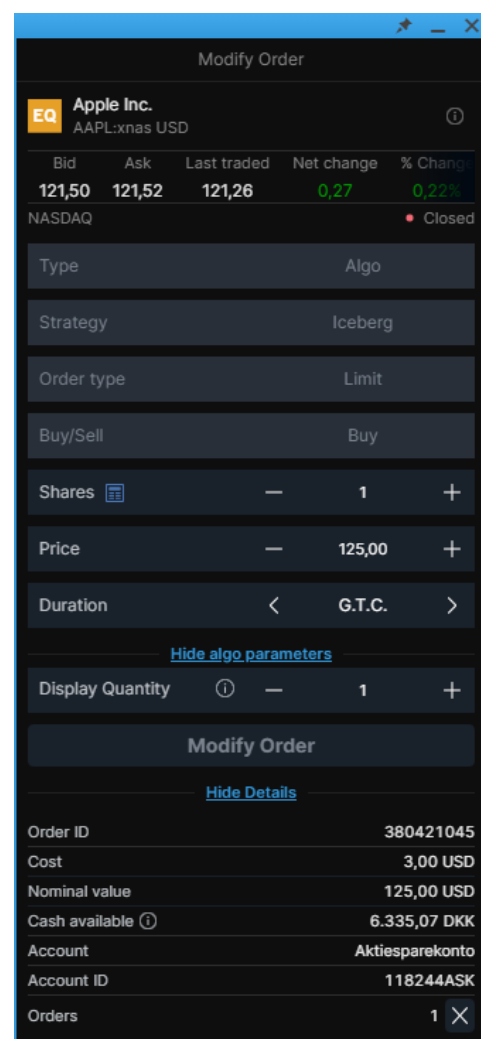 Modify Order
EQ
Apple Inc.
AAPL:xnas USD
Bid Ask Last traded Net change % Change
121,50 121,52 121,26 0,27 0,22%
NASDAQ Closed
Type Algo
Strategy Iceberg
Order type Limit
Buy/Sell Buy
Shares — 1 +
Price — 125,00 +
Duration < G.T.C. >
Hide algo parameters
Display Quantity — 1 +
Modify Order
Hide Details
Order ID 380421045
Cost 3,00 USD
Nominal value 125,00 USD
Cash available 6.335,07 DKK
Account Aktiesparekonto
Account ID 118244ASK
Orders 1